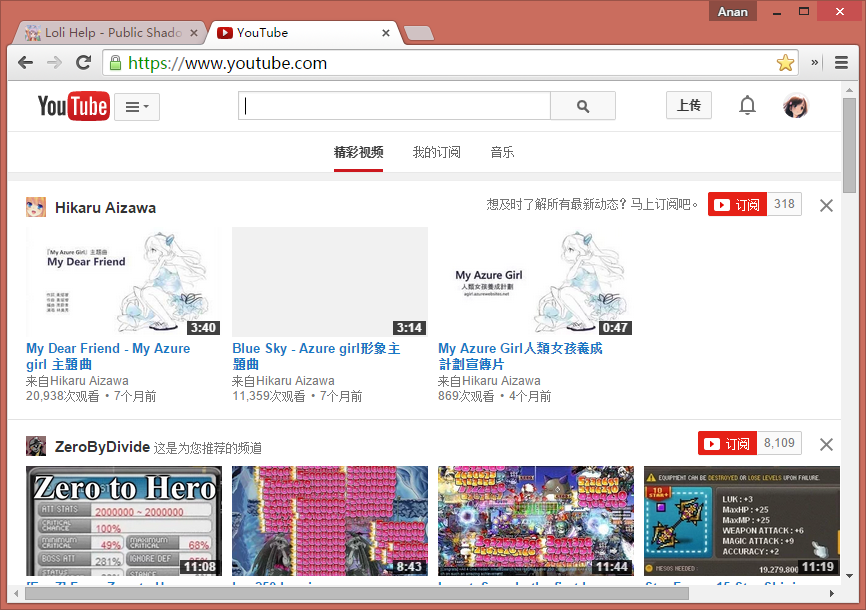 Anan
Loli Help - Public Shado
YouTube
https://www.youtube.com
YouTube
上传
精彩视频 我的订阅 音乐
Hikaru Aizawa
想及时了解所有最新动态？马上订阅吧。
订阅 318
「My Azure Girl」主題曲
My Dear Friend
3:40
3:14
My Azure Girl
人類女孩養成計劃
agirl.azurewebsites.net
0:47
My Dear Friend - My Azure
girl 主題曲
来自Hikaru Aizawa
20,938次观看 • 7个月前
Blue Sky - Azure girl形象主
題曲
来自Hikaru Aizawa
11,359次观看 • 7个月前
My Azure Girl人類女孩養成
計劃宣傳片
来自Hikaru Aizawa
869次观看 • 4个月前
ZeroByDivide 这是为您推荐的频道
订阅 8,109
Zero to Hero
ATT STATS 2000000 ~ 2000000
CRITICAL CHANCE 100%
MINIMUM CRITICAL 49% MAXIMUM CRITICAL 68%
BOSS ATT 281% IGNORE DEF
STATUS STANCE
11:08
8:43
11:44
EQUIPMENT CAN BE DESTROYED OR LOSE LEVELS UPON FAILURE.
LUK : +3
MaxHP : +25
MaxMP : +25
WEAPON ATTACK : +6
MAGIC ATTACK : +9
ACCURACY : +2
MESOS NEEDED : 19,279,800
11:19